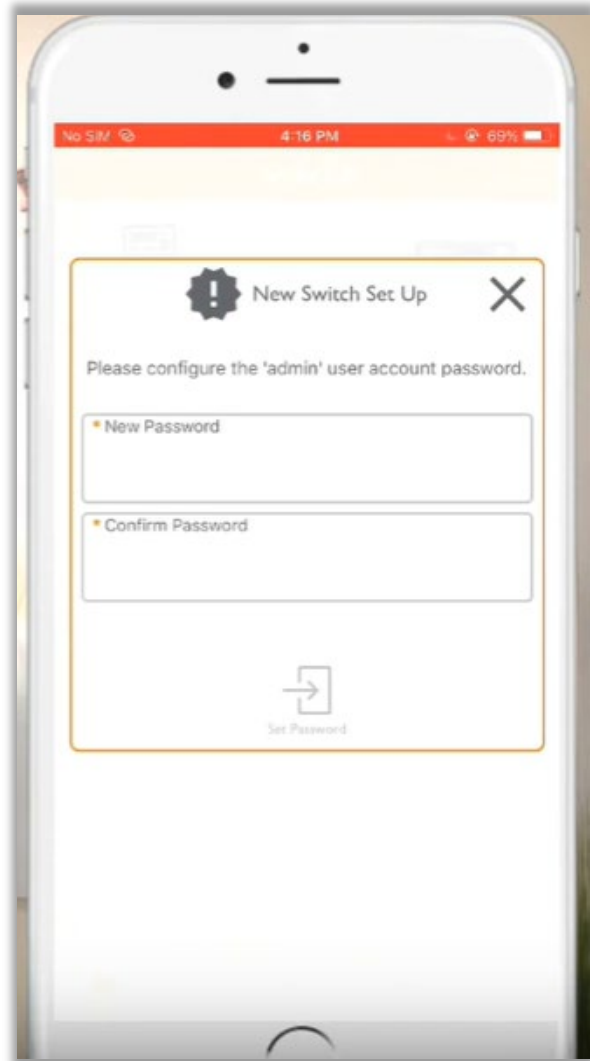 No SIM
4:16 PM
69%
New Switch Set Up
Please configure the 'admin' user account password.
* New Password
* Confirm Password
Set Password